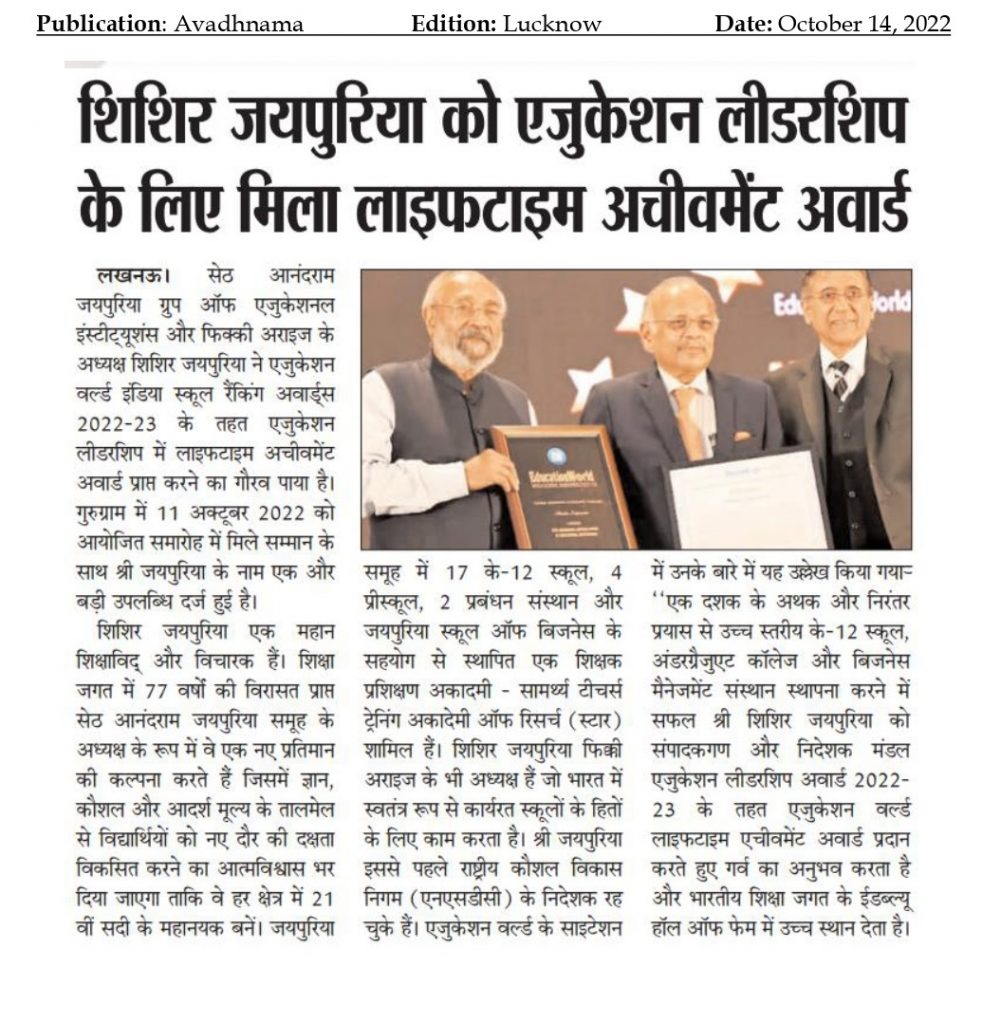 Publication: Avadhnama Edition: Lucknow Date: October 14, 2022
शिशिर जयपुरिया को एजुकेशन लीडरशिप
के लिए मिला लाइफटाइम अचीवमेंट अवार्ड
लखनऊ। सेठ आनंदराम
जयपुरिया ग्रुप ऑफ एजुकेशनल
इंस्टीट्यूशंस और फिक्की अराइज के
अध्यक्ष शिशिर जयपुरिया ने एजुकेशन
वर्ल्ड इंडिया स्कूल रैंकिंग अवार्ड्स
2022-23 के तहत एजुकेशन
लीडरशिप में लाइफटाइम अचीवमेंट
अवार्ड प्राप्त करने का गौरव पाया है।
गुरुग्राम में 11 अक्टूबर 2022 को
आयोजित समारोह में मिले सम्मान के
साथ श्री जयपुरिया के नाम एक और
बड़ी उपलब्धि दर्ज हुई है।
शिशिर जयपुरिया एक महान
शिक्षाविद् और विचारक हैं। शिक्षा
जगत में 77 वर्षों की विरासत प्राप्त
सेठ आनंदराम जयपुरिया समूह के
अध्यक्ष के रूप में वे एक नए प्रतिमान
की कल्पना करते हैं जिसमें ज्ञान,
कौशल और आदर्श मूल्य के तालमेल
से विद्यार्थियों को नए दौर की दक्षता
विकसित करने का आत्मविश्वास भर
दिया जाएगा ताकि वे हर क्षेत्र में 21
वीं सदी के महानयक बनें। जयपुरिया
EducationWorld
समूह में 17 के-12 स्कूल, 4
प्रीस्कूल, 2 प्रबंधन संस्थान और
जयपुरिया स्कूल ऑफ बिजनेस के
सहयोग से स्थापित एक शिक्षक
प्रशिक्षण अकादमी - सामर्थ्य टीचर्स
ट्रेनिंग अकादेमी ऑफ रिसर्च (स्टार)
शामिल हैं। शिशिर जयपुरिया फिक्की
अराइज के भी अध्यक्ष हैं जो भारत में
स्वतंत्र रूप से कार्यरत स्कूलों के हितों
के लिए काम करता है। श्री जयपुरिया
इससे पहले राष्ट्रीय कौशल विकास
निगम (एनएसडीसी) के निदेशक रह
चुके हैं। एजुकेशन वर्ल्ड के साइटेशन
में उनके बारे में यह उल्लेख किया गया-
"एक दशक के अथक और निरंतर
प्रयास से उच्च स्तरीय के-12 स्कूल,
अंडरग्रैजुएट कॉलेज और बिजनेस
मैनेजमेंट संस्थान स्थापना करने में
सफल श्री शिशिर जयपुरिया को
संपादकगण और निदेशक मंडल
एजुकेशन लीडरशिप अवार्ड 2022-
23 के तहत एजुकेशन वर्ल्ड
लाइफटाइम एचीवमेंट अवार्ड प्रदान
करते हुए गर्व का अनुभव करता है
और भारतीय शिक्षा जगत के ईडब्ल्यू
हॉल ऑफ फेम में उच्च स्थान देता है।